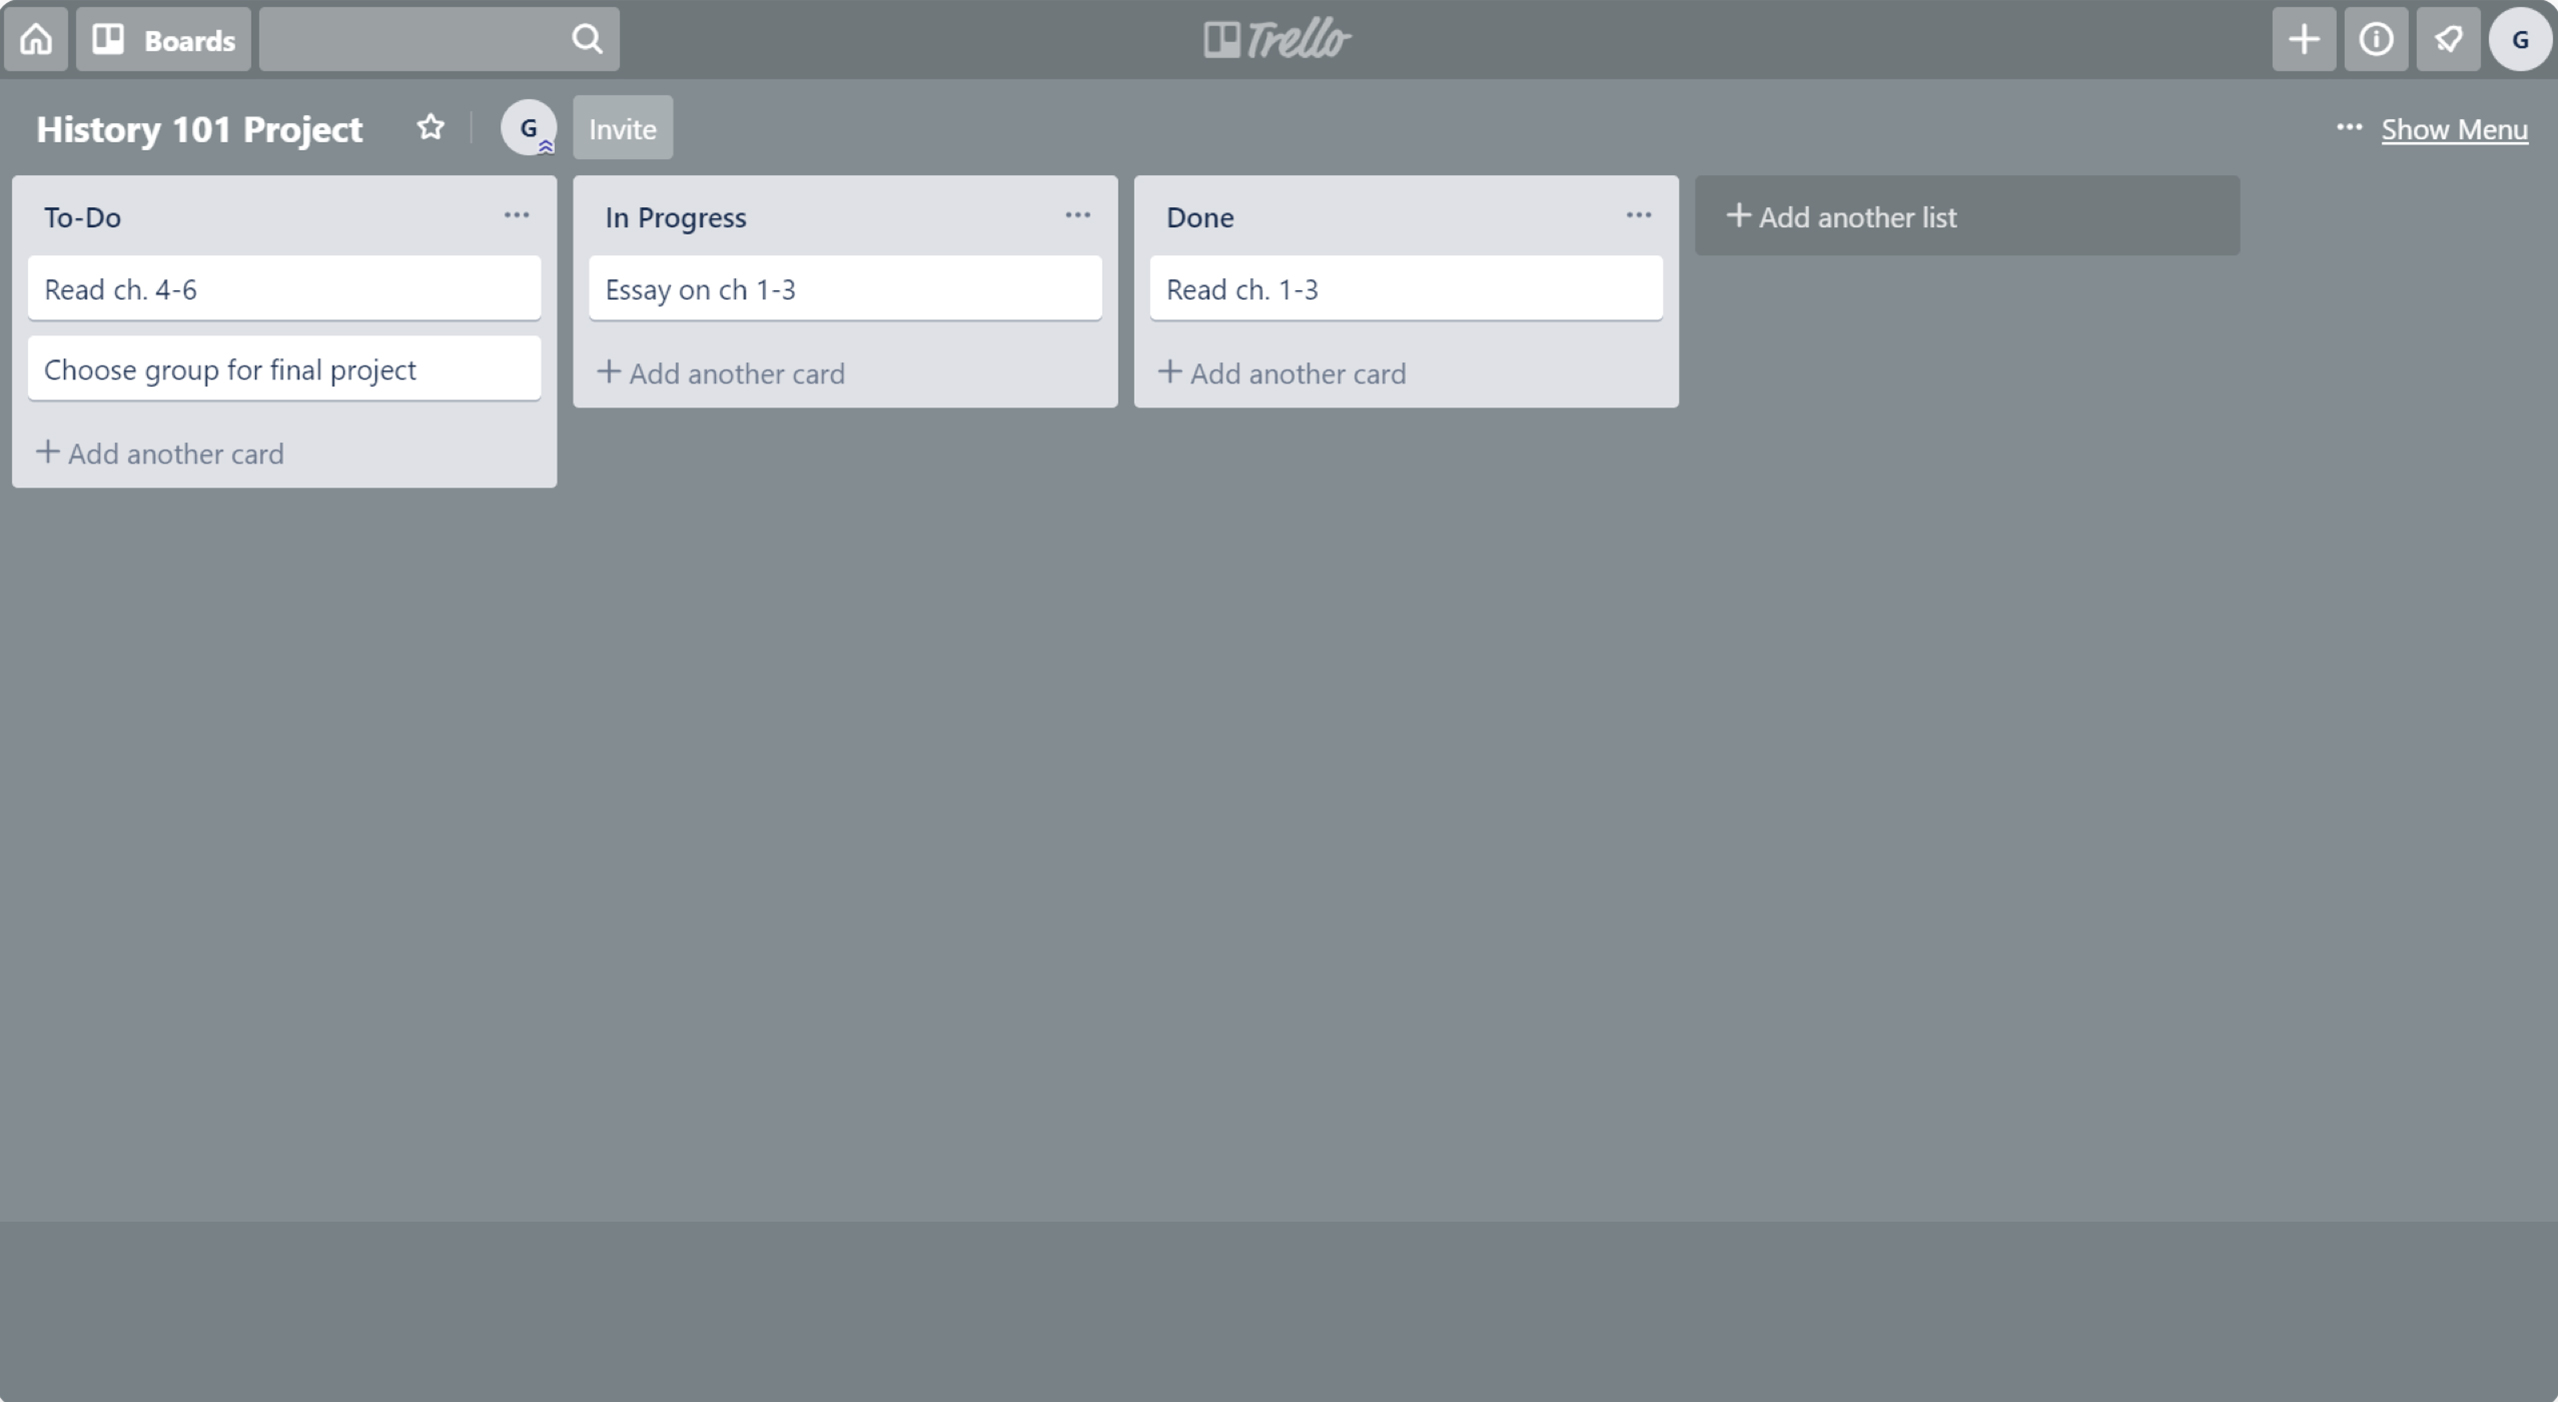 Boards
Trello
G
History 101 Project
G
Invite
Show Menu
To-Do
Read ch. 4-6
Choose group for final project
Add another card
In Progress
Essay on ch 1-3
Add another card
Done
Read ch. 1-3
Add another card
Add another list